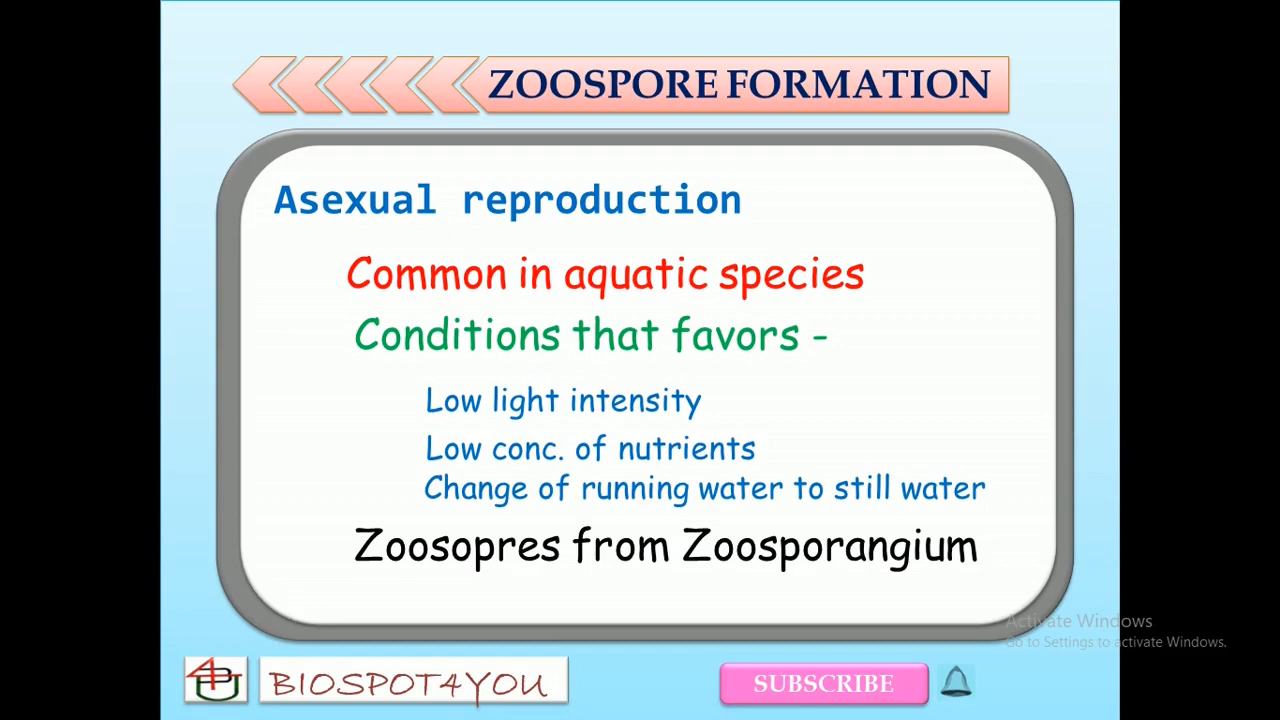 ZOOSPORE FORMATION
Asexual reproduction
Common in aquatic species
Conditions that favors -
Low light intensity
Low conc. of nutrients
Change of running water to still water
Zoosopres from Zoosporangium
Activate Windows
Go to Settings to activate Windows.
4BU
BIOSPOT4YOU
SUBSCRIBE